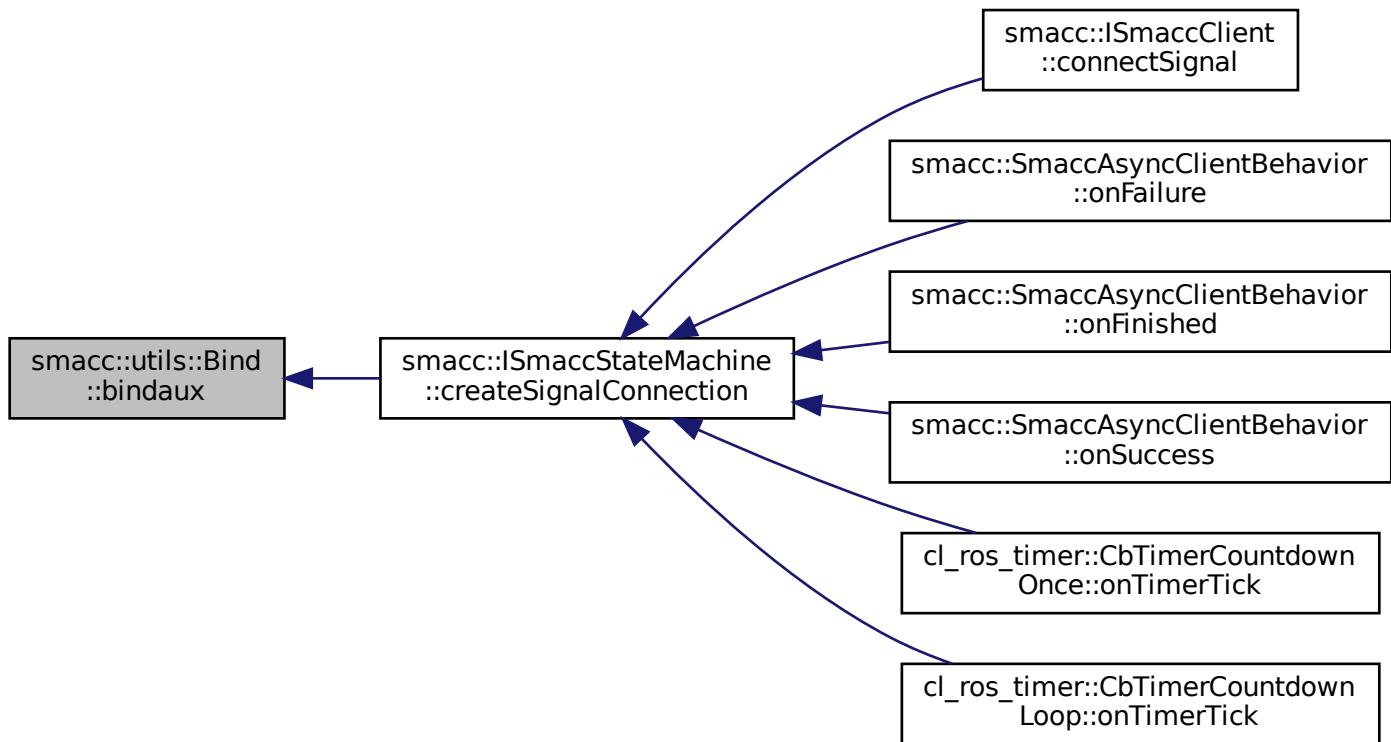 smacc::utils::Bind
::bindaux
smacc::ISmaccStateMachine
::createSignalConnection
smacc::ISmaccClient
::connectSignal
smacc::SmaccAsyncClientBehavior
::onFailure
smacc::SmaccAsyncClientBehavior
::onFinished
smacc::SmaccAsyncClientBehavior
::onSuccess
cl_ros_timer::CbTimerCountdown
Once::onTimerTick
cl_ros_timer::CbTimerCountdown
Loop::onTimerTick